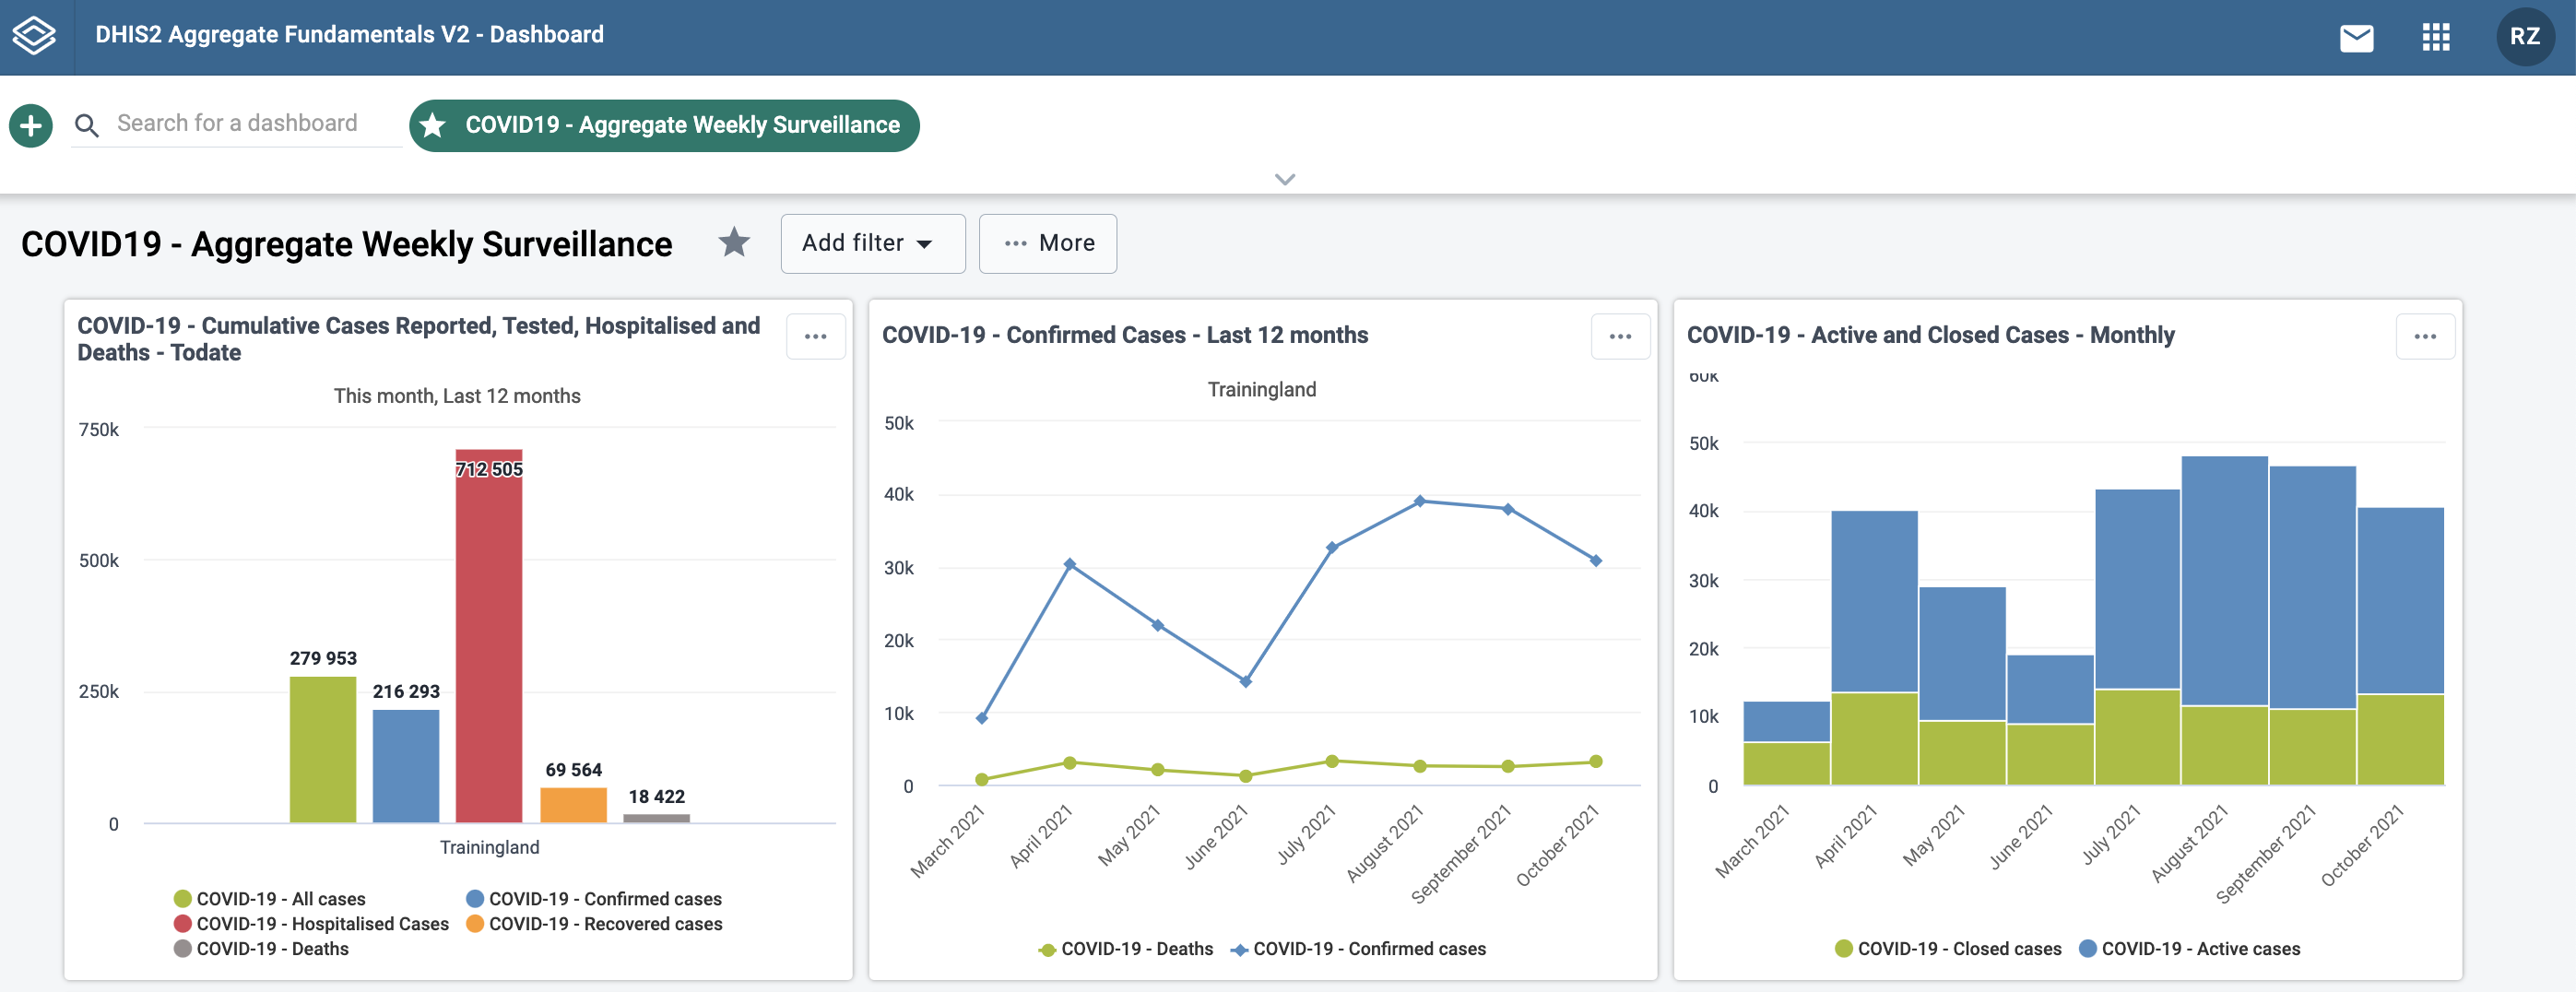 DHIS2 Aggregate Fundamentals V2 - Dashboard
RZ
Search for a dashboard
COVID19 - Aggregate Weekly Surveillance
COVID19 - Aggregate Weekly Surveillance
Add filter
More
COVID-19 - Cumulative Cases Reported, Tested, Hospitalised and
Deaths - Todate
This month, Last 12 months
750k
500k
250k
0
279 953
216 293
712 505
69 564
18 422
Trainingland
COVID-19 - All cases
COVID-19 - Confirmed cases
COVID-19 - Hospitalised Cases
COVID-19 - Recovered cases
COVID-19 - Deaths
COVID-19 - Confirmed Cases - Last 12 months
Trainingland
50k
40k
30k
20k
10k
0
March 2021
April 2021
May 2021
June 2021
July 2021
August 2021
September 2021
October 2021
COVID-19 - Deaths
COVID-19 - Confirmed cases
COVID-19 - Active and Closed Cases - Monthly
60k
50k
40k
30k
20k
10k
0
March 2021
April 2021
May 2021
June 2021
July 2021
August 2021
September 2021
October 2021
COVID-19 - Closed cases
COVID-19 - Active cases